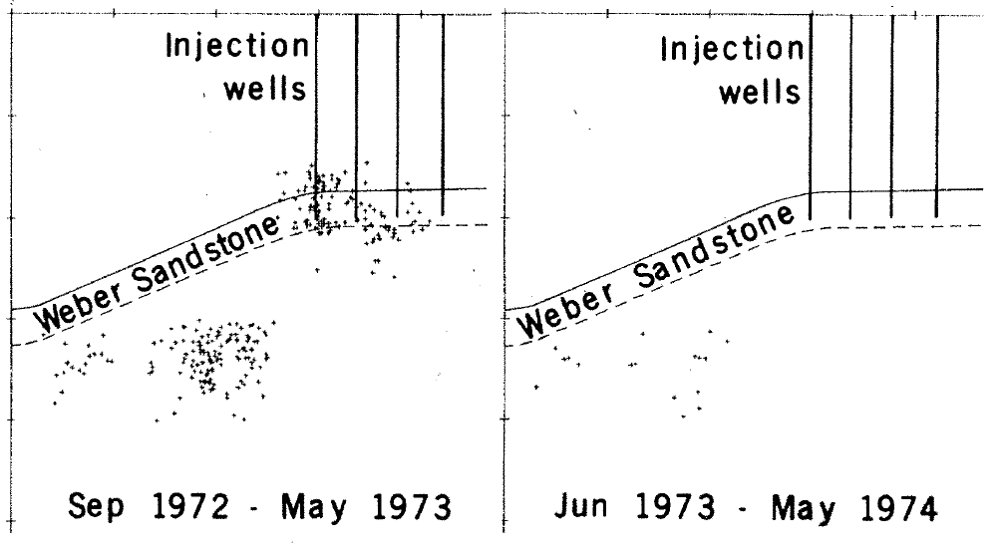 Injection
wells
Weber Sandstone
Sep 1972 - May 1973
Injection
wells
Weber Sandstone
Jun 1973 - May 1974